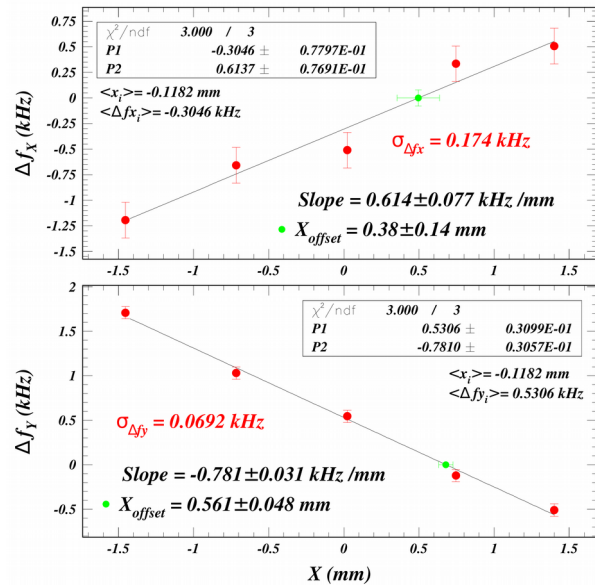 χ²/ndf 3.000 / 3
P1 -0.3046 ± 0.7797E-01
P2 0.6137 ± 0.7691E-01
<x_i>= -0.1182 mm
<Δfx_i>= -0.3046 kHz
σ_Δfx = 0.174 kHz
Slope = 0.614±0.077 kHz /mm
X_offset = 0.38±0.14 mm
Δf_X (kHz)
0.75
0.5
0.25
0
-0.25
-0.5
-0.75
-1
-1.25
-1.5
-1.5 -1 -0.5 0 0.5 1 1.5
χ²/ndf 3.000 / 3
P1 0.5306 ± 0.3099E-01
P2 -0.7810 ± 0.3057E-01
<x_i>= -0.1182 mm
<Δfy_i>= 0.5306 kHz
σ_Δfy = 0.0692 kHz
Slope = -0.781±0.031 kHz /mm
X_offset = 0.561±0.048 mm
Δf_Y (kHz)
2
1.5
1
0.5
0
-0.5
-1.5 -1 -0.5 0 0.5 1 1.5
X (mm)